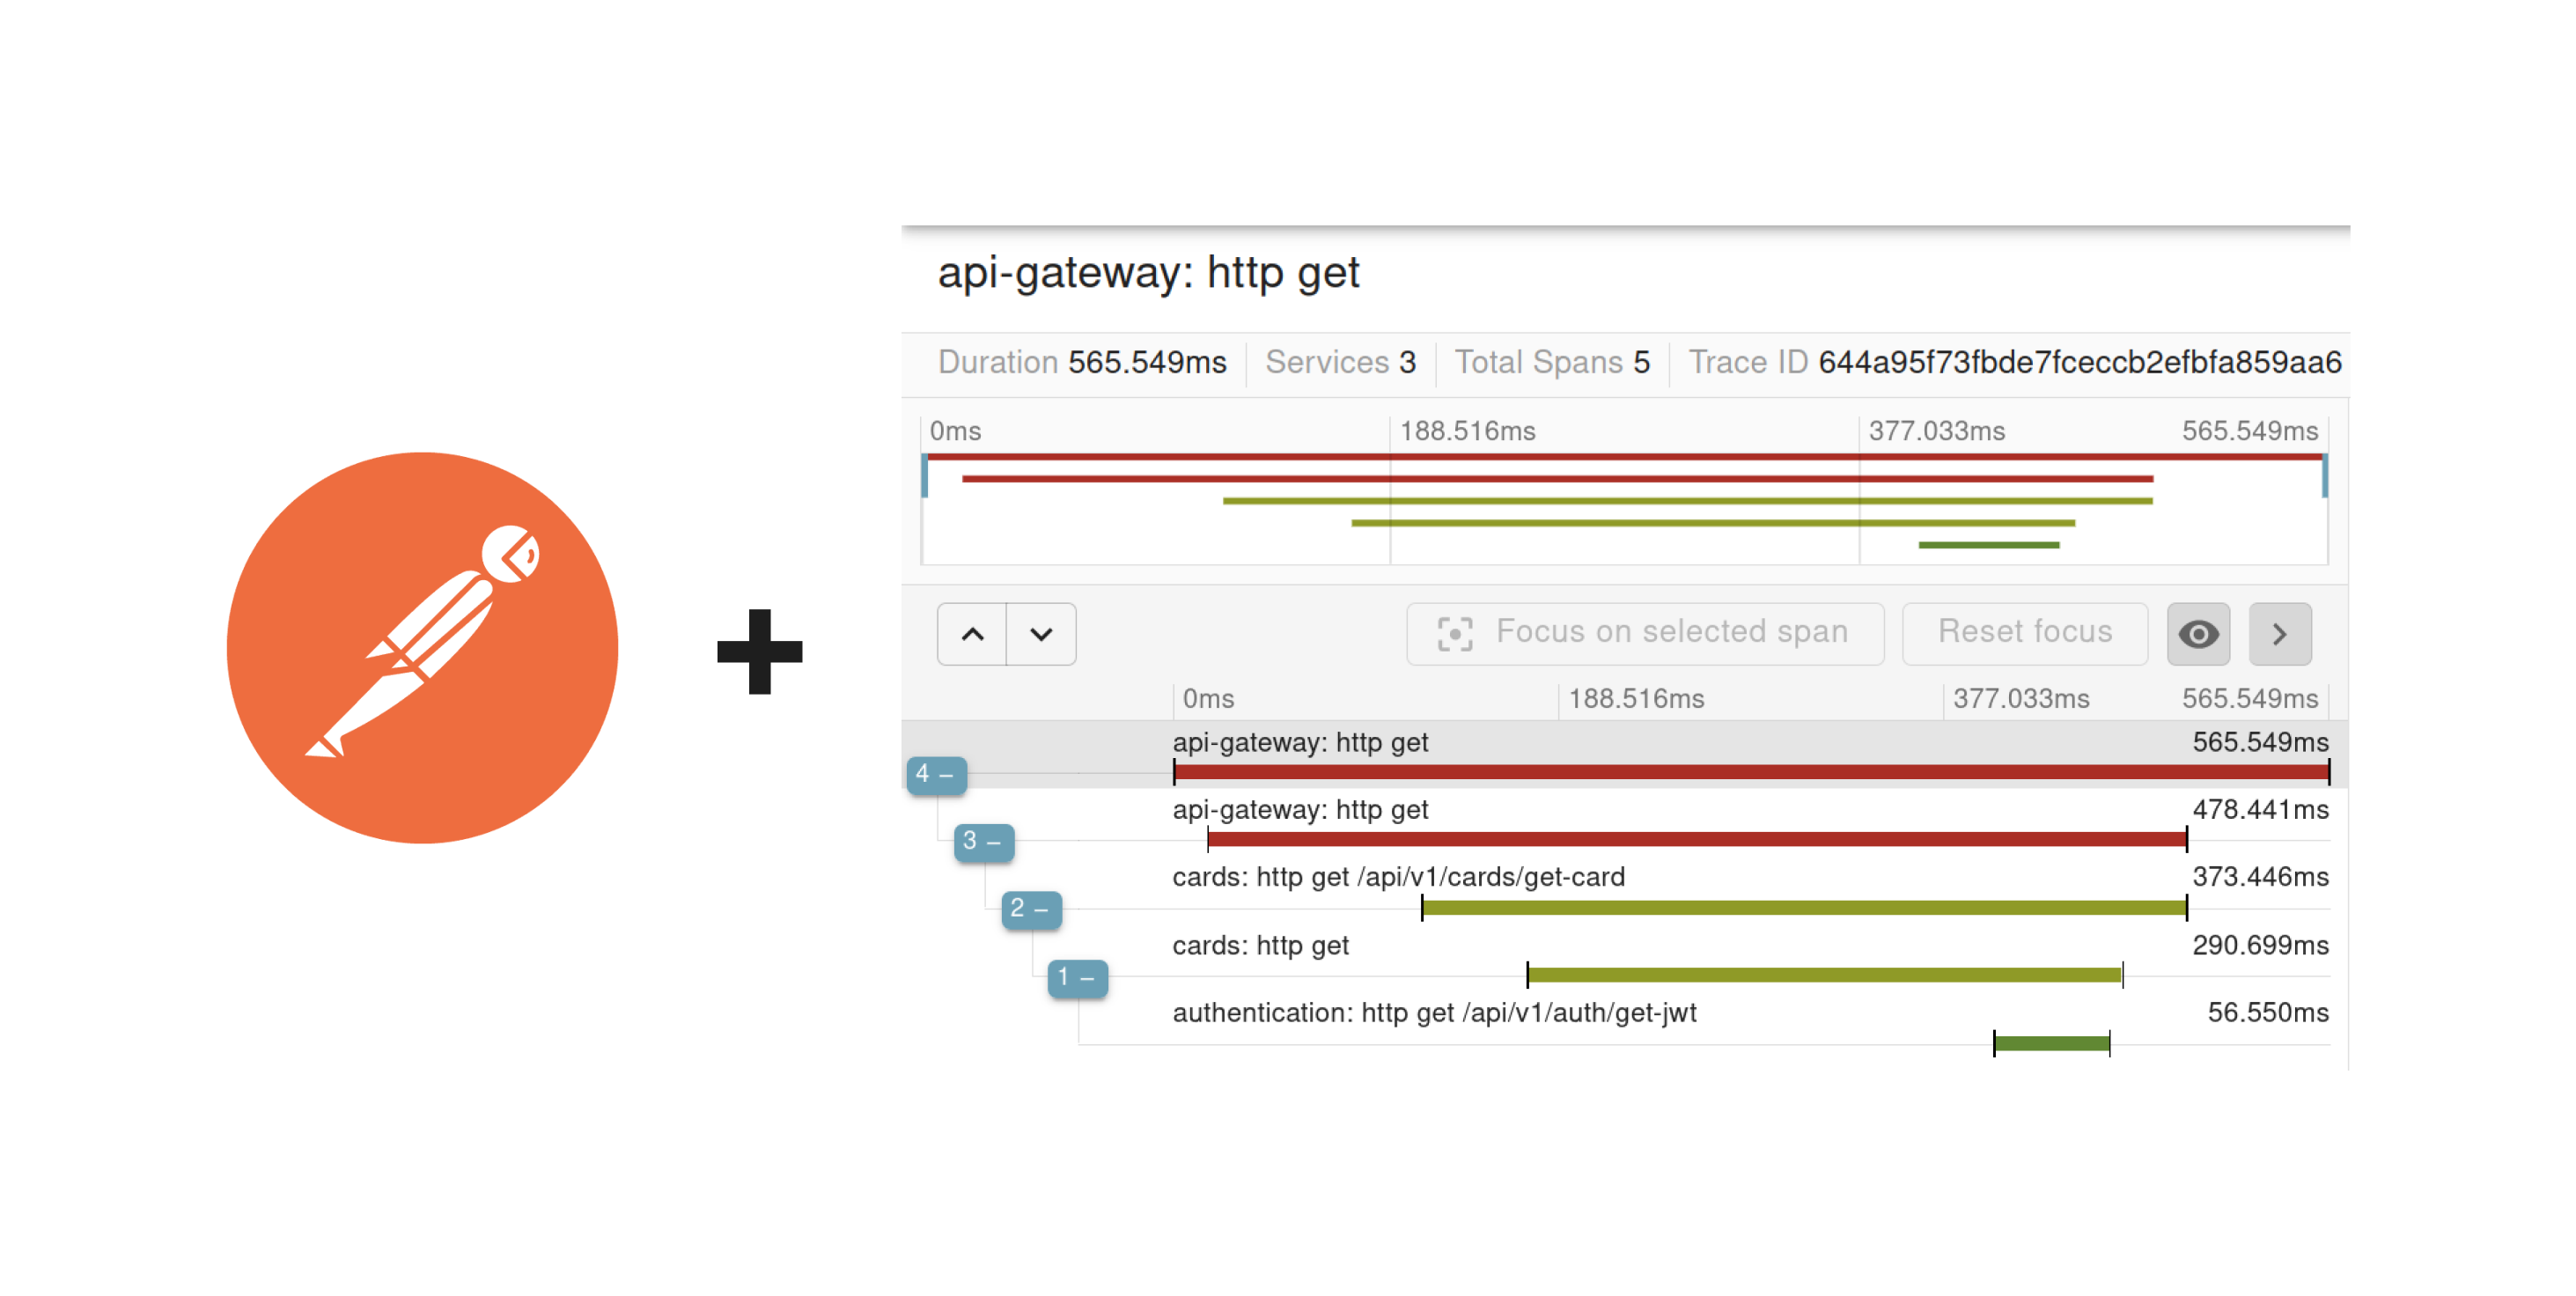 api-gateway: http get
Duration 565.549ms Services 3 Total Spans 5 Trace ID 644a95f73fbde7fceccb2efbfa859aa6
0ms 188.516ms 377.033ms 565.549ms
Focus on selected span Reset focus
0ms 188.516ms 377.033ms 565.549ms
api-gateway: http get 565.549ms
4 –
api-gateway: http get 478.441ms
3 –
cards: http get /api/v1/cards/get-card 373.446ms
2 –
cards: http get 290.699ms
1 –
authentication: http get /api/v1/auth/get-jwt 56.550ms